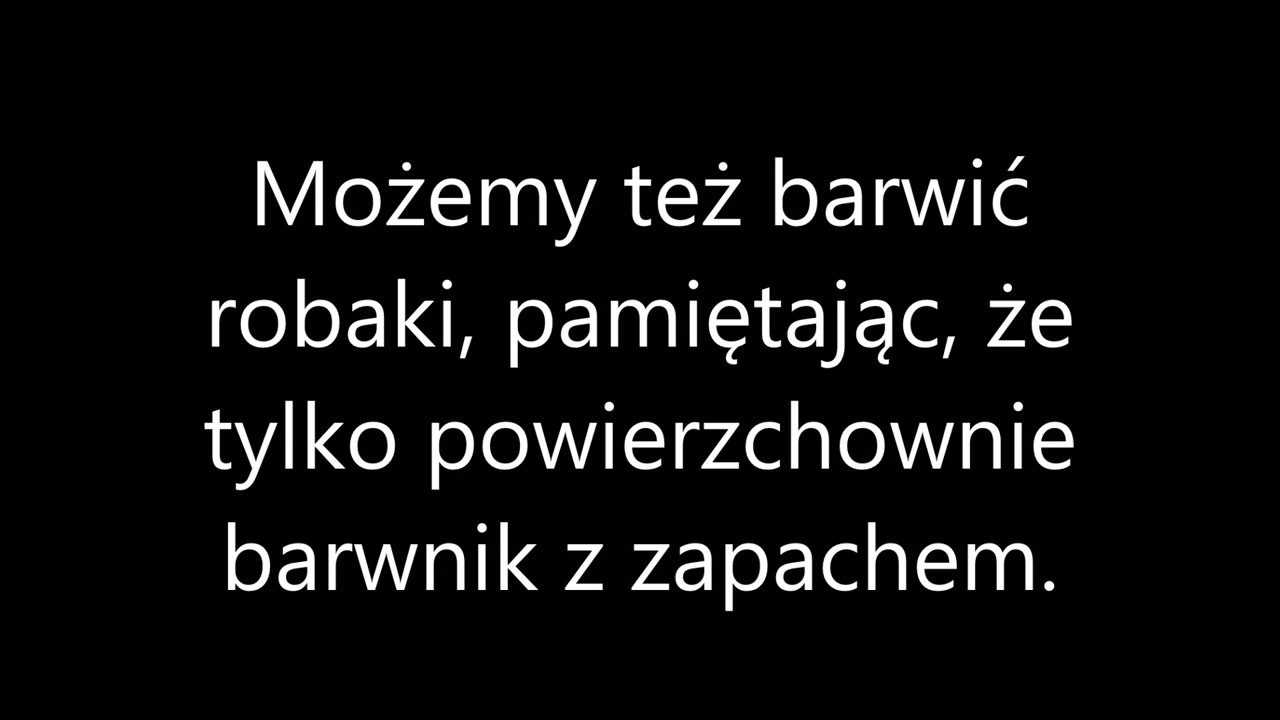 Możemy też barwić
robaki, pamiętając, że
tylko powierzchownie
barwnik z zapachem.